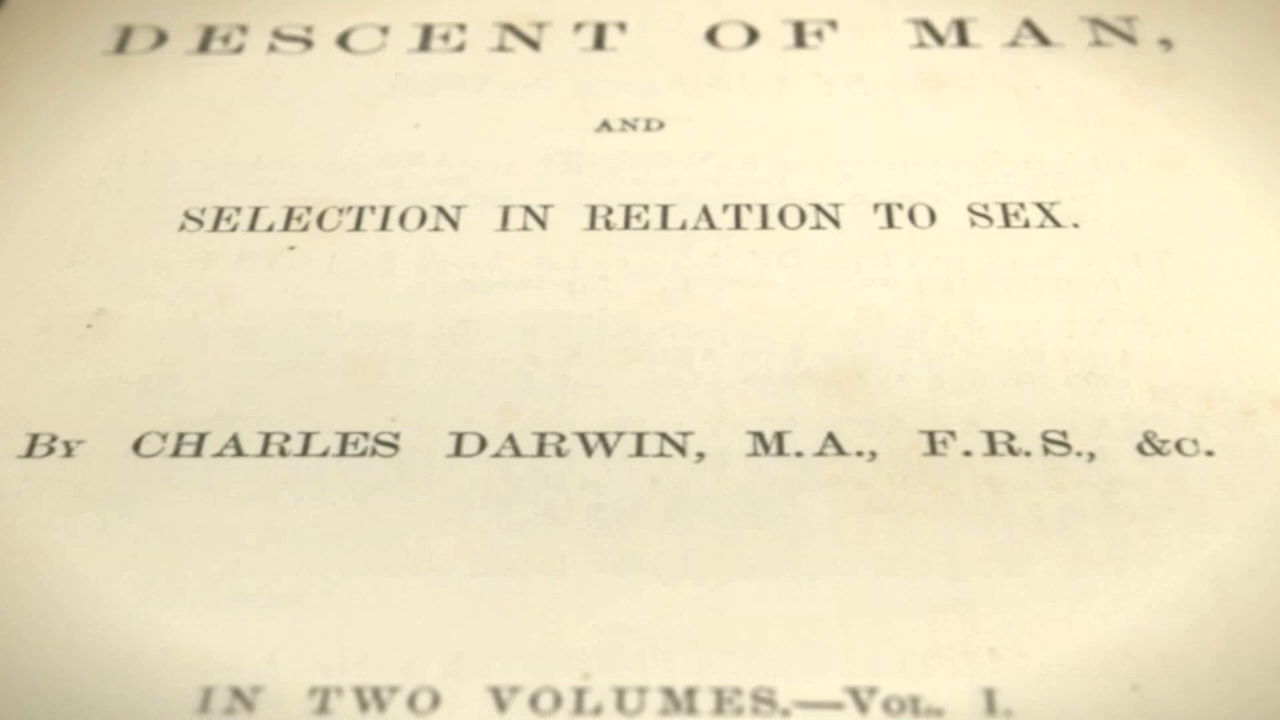 DESCENT OF MAN,
AND
SELECTION IN RELATION TO SEX.
By CHARLES DARWIN, M.A., F.R.S., &c.
IN TWO VOLUMES.—Vol. I.